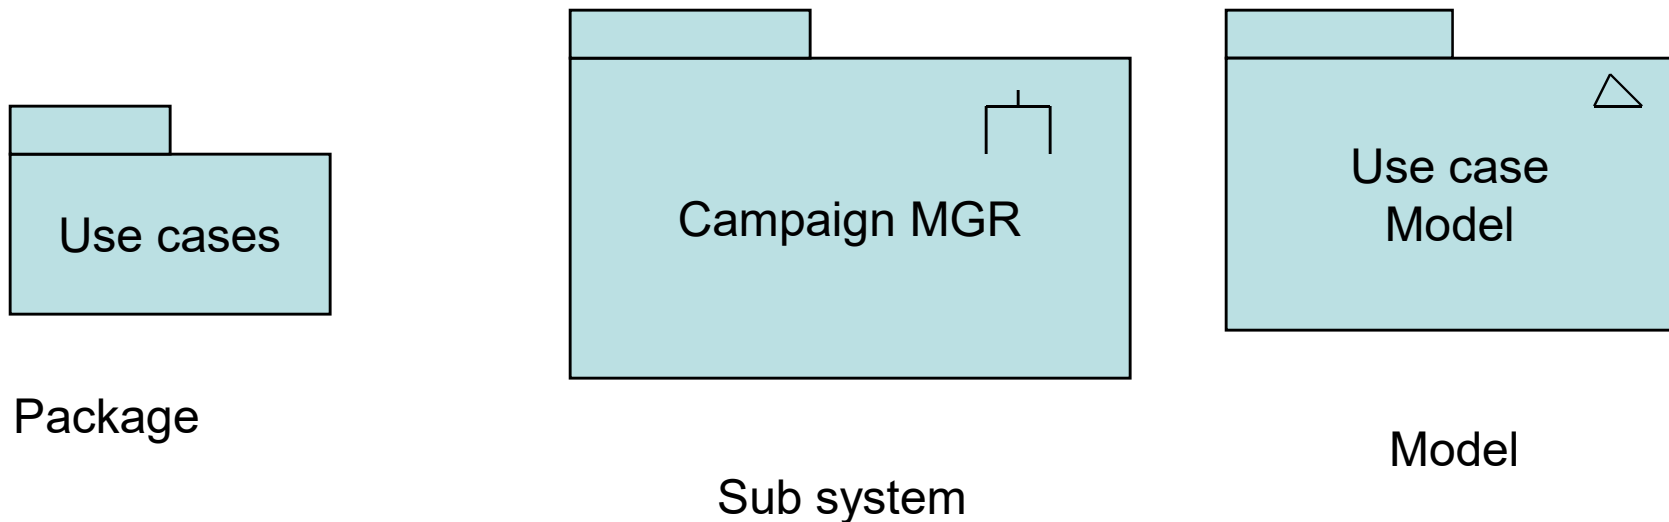 Use cases
Campaign MGR
Use case
Model
Package
Sub system
Model